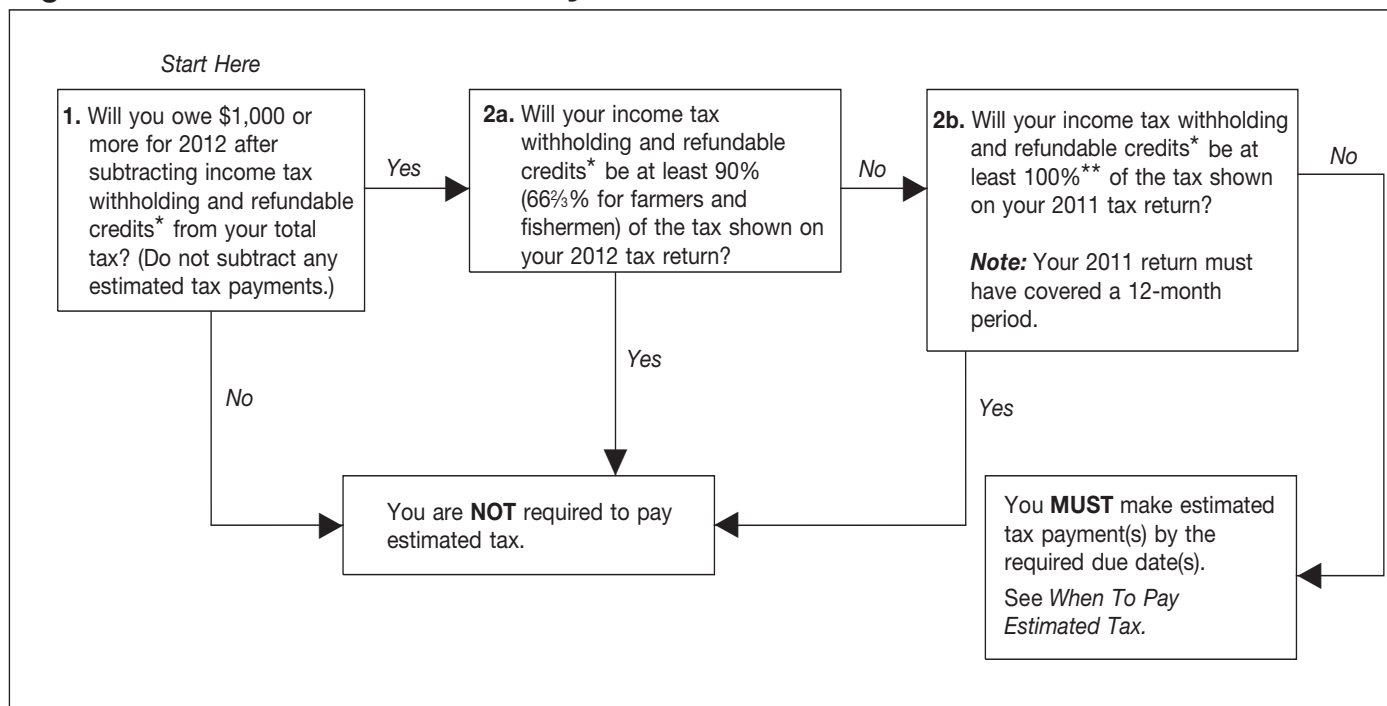 Start Here
1. Will you owe $1,000 or
more for 2012 after
subtracting income tax
withholding and refundable
credits* from your total
tax? (Do not subtract any
estimated tax payments.)
Yes
2a. Will your income tax
withholding and refundable
credits* be at least 90%
(66⅔% for farmers and
fishermen) of the tax shown on
your 2012 tax return?
No
2b. Will your income tax withholding
and refundable credits* be at
least 100%** of the tax shown
on your 2011 tax return?
Note: Your 2011 return must
have covered a 12-month
period.
No
No
Yes
Yes
You are NOT required to pay
estimated tax.
You MUST make estimated
tax payment(s) by the
required due date(s).
See When To Pay
Estimated Tax.